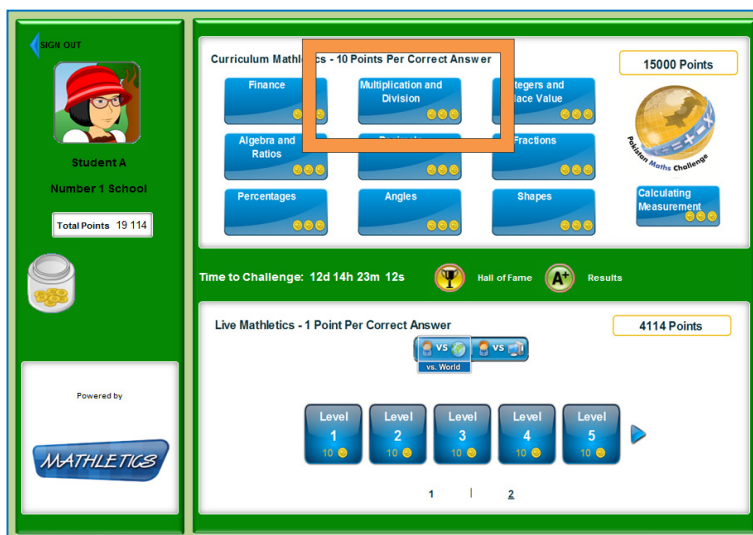 SIGN OUT
Student A
Number 1 School
Total Points 19 114
Powered by
MATHLETICS
Curriculum Mathl cs - 10 Points Per Correct Answer
15000 Points
Finance
Multiplication and
Division
tegers and
lace Value
Algebra and
Ratios
Fractions
Pakistan Maths Challenge
Percentages
Angles
Shapes
Calculating
Measurement
Time to Challenge: 12d 14h 23m 12s
Hall of Fame
A+
Results
Live Mathletics - 1 Point Per Correct Answer
4114 Points
VS
VS
vs. World
Level
1
10
Level
2
10
Level
3
10
Level
4
10
Level
5
10
1 | 2